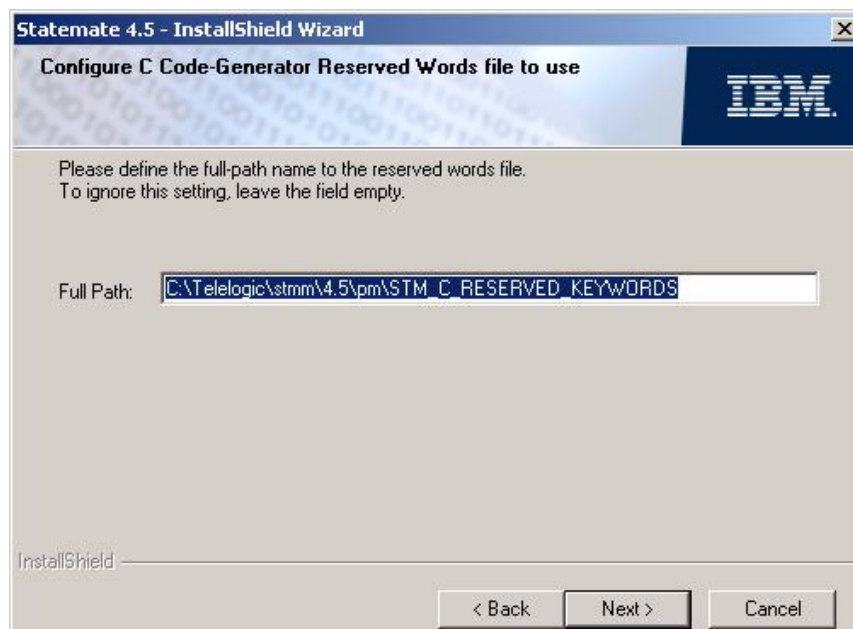 Statemate 4.5 - InstallShield Wizard
Configure C Code-Generator Reserved Words file to use
IBM.
Please define the full-path name to the reserved words file.
To ignore this setting, leave the field empty.
Full Path: C:\Telelogic\stmm\4.5\pm\STM_C_RESERVED_KEYWORDS
InstallShield
< Back Next > Cancel